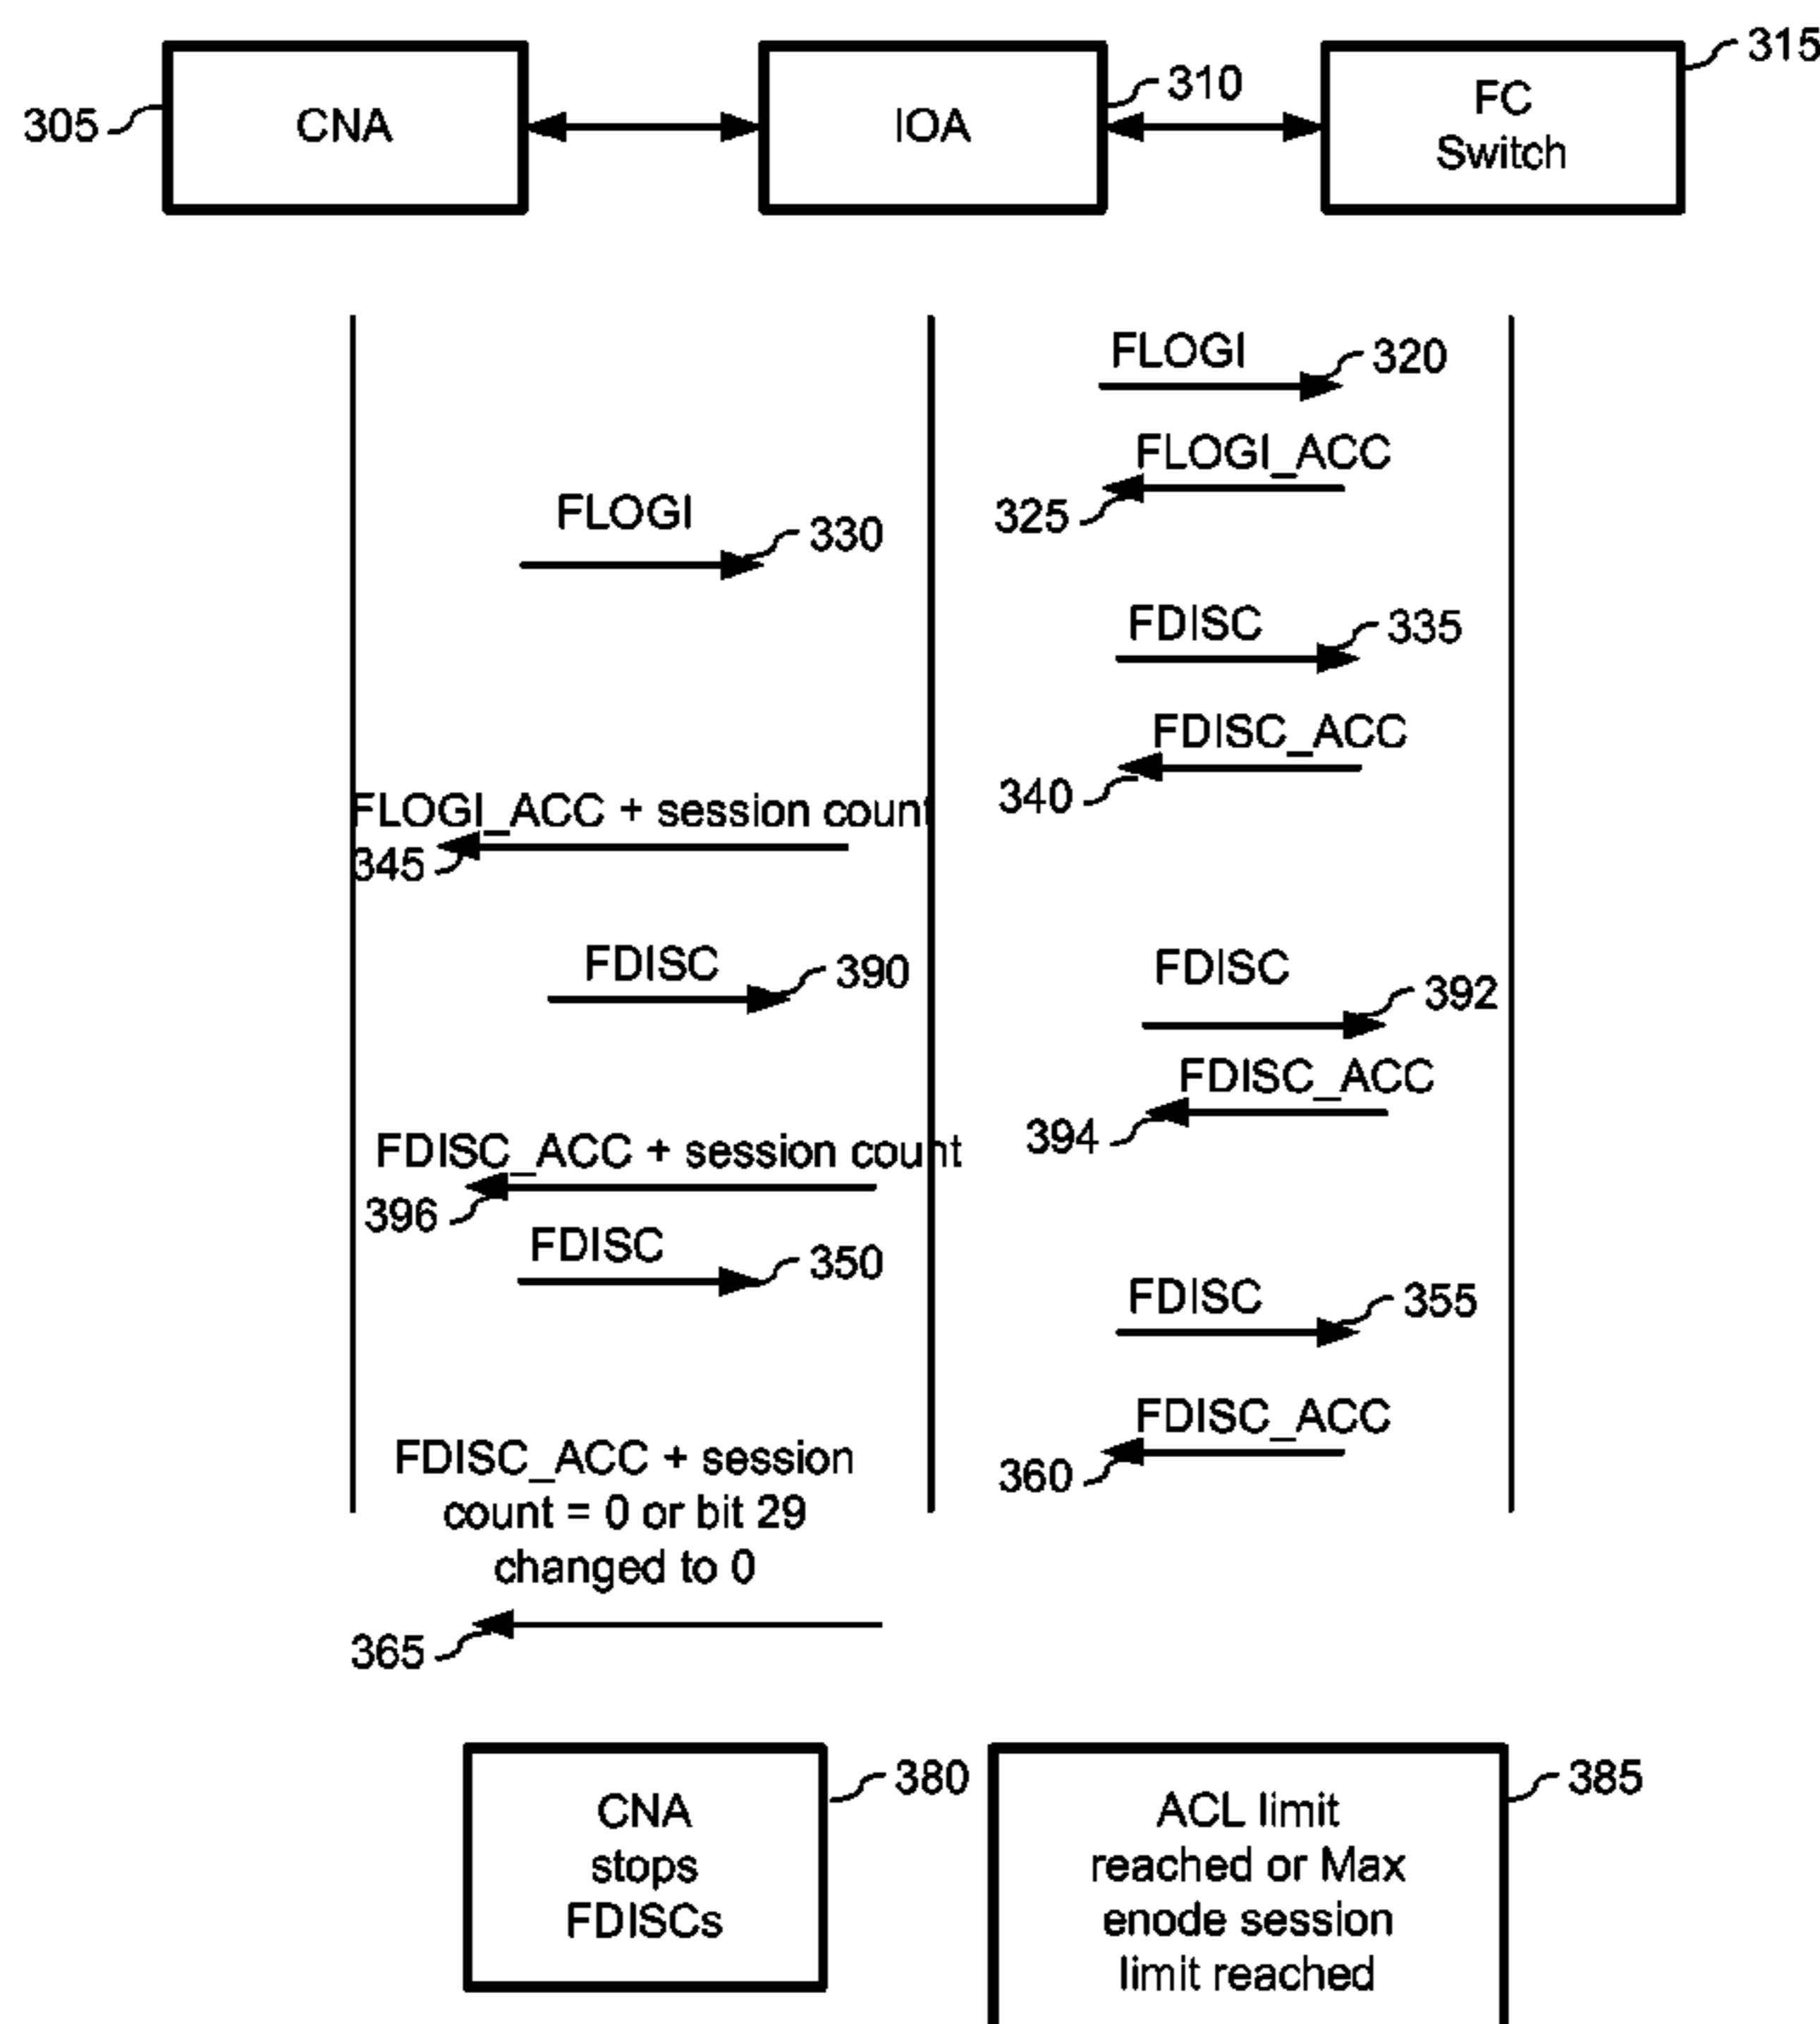 315
305
CNA
310
IOA
FC
Switch
FLOGI
320
FLOGI_ACC
325
FLOGI
330
FDISC
335
FDISC_ACC
340
FLOGI_ACC + session count
345
FDISC
390
FDISC
392
FDISC_ACC
394
FDISC_ACC + session count
396
FDISC
350
FDISC
355
FDISC_ACC
360
FDISC_ACC + session
count = 0 or bit 29
changed to 0
365
CNA
stops
FDISCs
380
ACL limit
reached or Max
enode session
limit reached
385